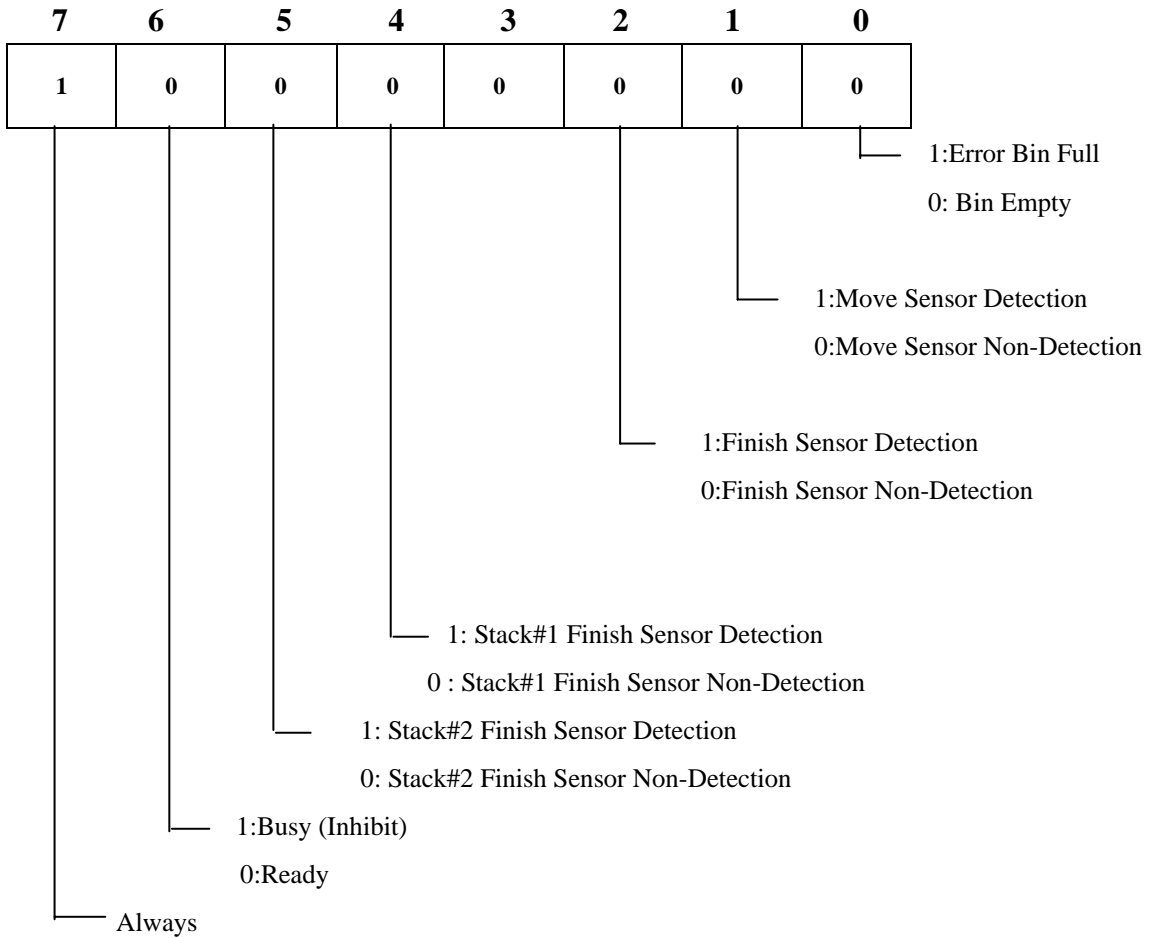 7 6 5 4 3 2 1 0
1 0 0 0 0 0 0 0
1:Error Bin Full
0: Bin Empty
1:Move Sensor Detection
0:Move Sensor Non-Detection
1:Finish Sensor Detection
0:Finish Sensor Non-Detection
1: Stack#1 Finish Sensor Detection
0 : Stack#1 Finish Sensor Non-Detection
1: Stack#2 Finish Sensor Detection
0: Stack#2 Finish Sensor Non-Detection
1:Busy (Inhibit)
0:Ready
Always